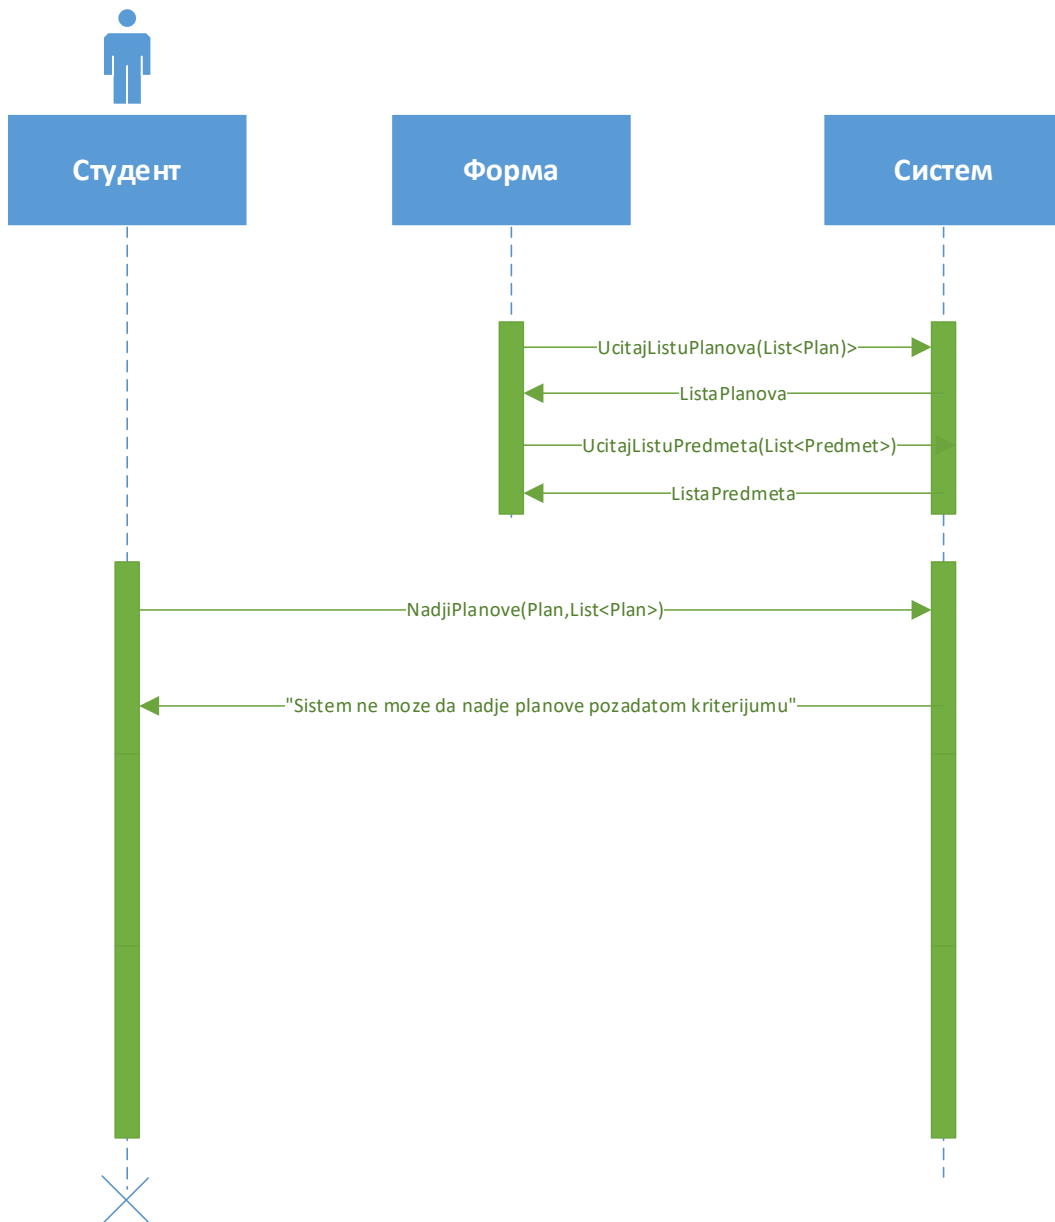 Студент
Форма
Систем
UcitajListuPlanova(List<Plan)>
ListaPlanova
UcitajListuPredmeta(List<Predmet>)
ListaPredmeta
NadjiPlanove(Plan,List<Plan>)
"Sistem ne moze da nadje planove pozadatom kriterijumu"